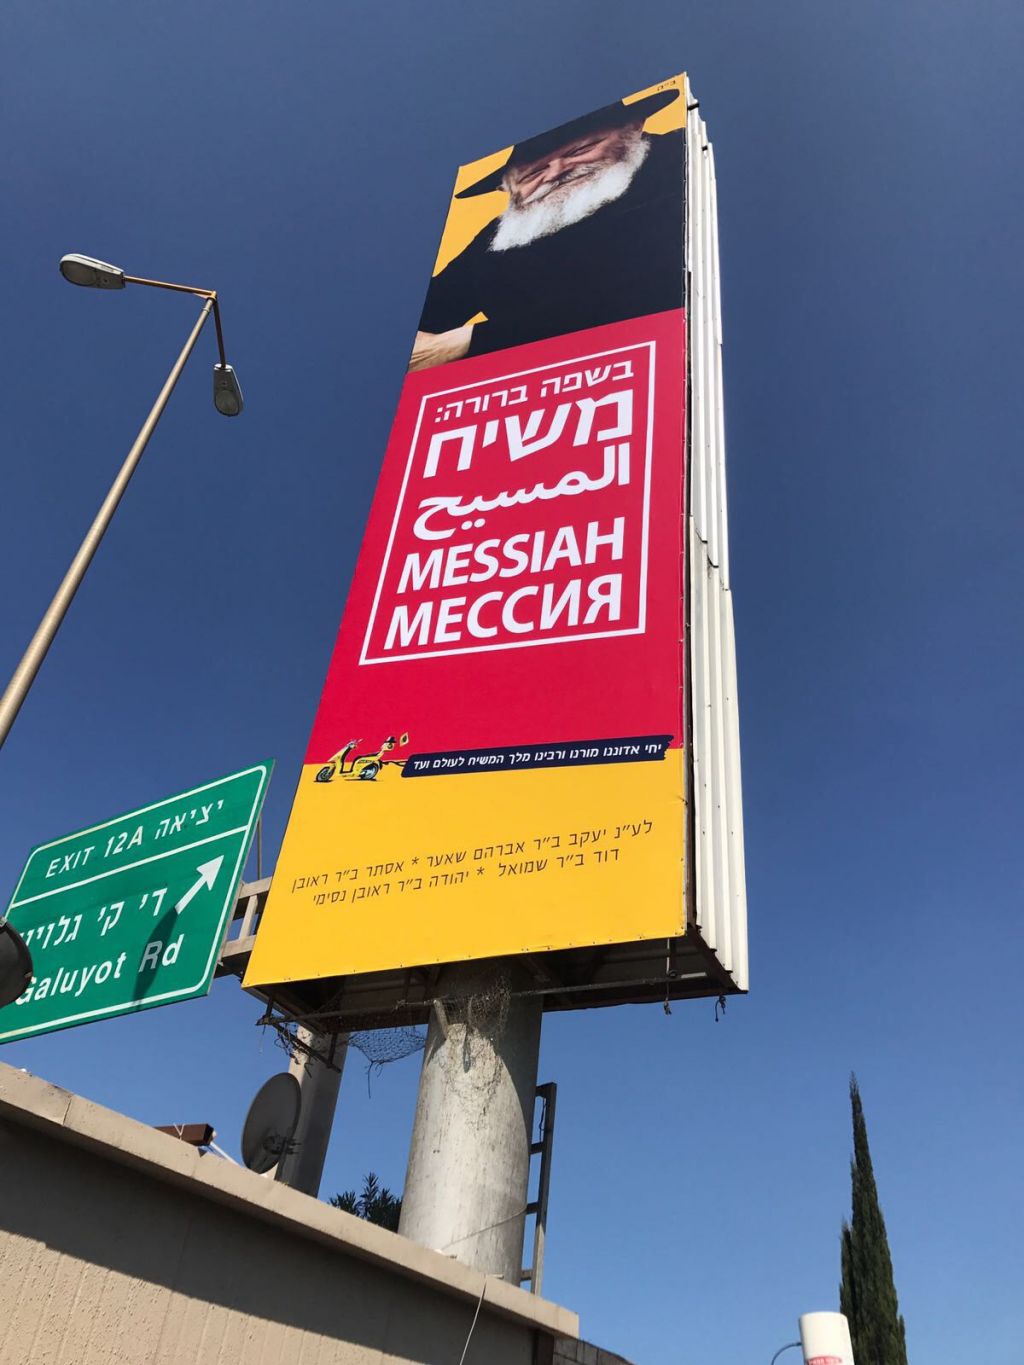 ב"ה
בשפה ברורה:
משיח
المسيح
MESSIAH
МЕССИЯ
יחי אדוננו מורנו ורבינו מלך המשיח לעולם ועד
לע"נ יעקב ב"ר אברהם שאער * אסתר ב"ר ראובן
דוד ב"ר שמואל * יהודה ב"ר ראובן נסימי
EXIT 12A יציאה
די קי גלויו
Galuyot Rd